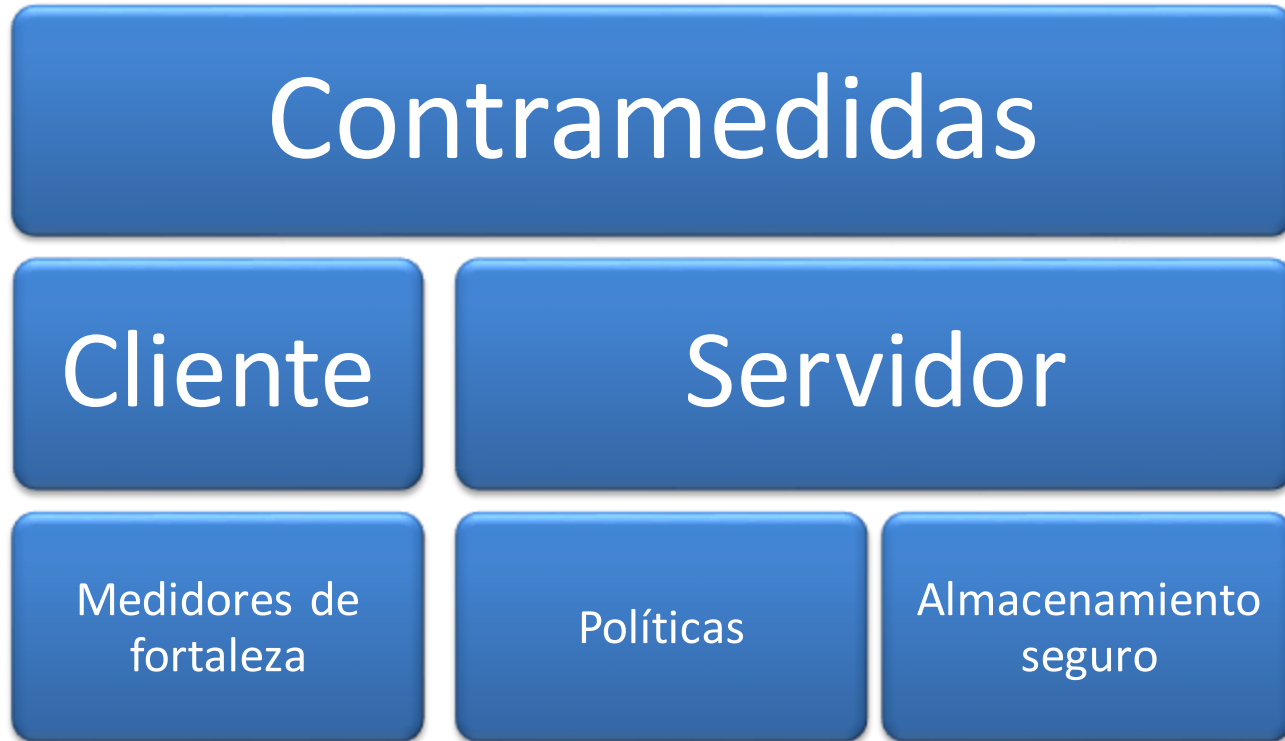 Contramedidas
Cliente
Servidor
Medidores de
fortaleza
Políticas
Almacenamiento
seguro